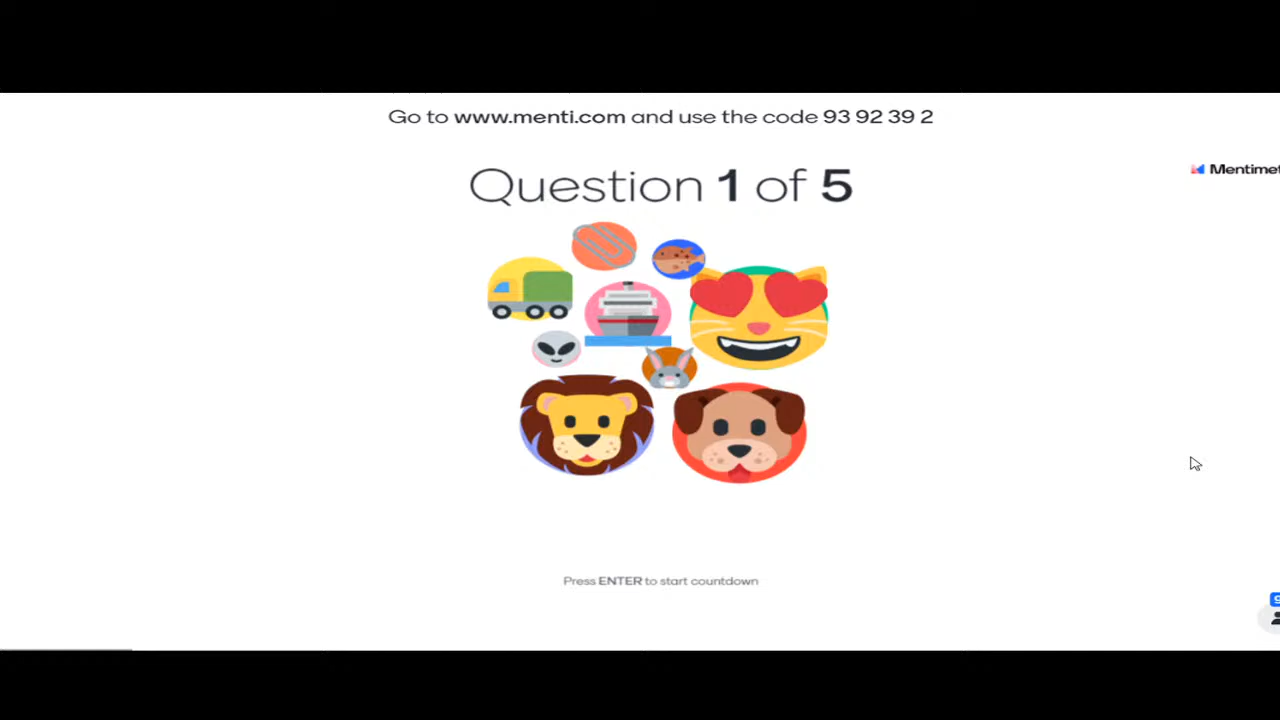 Go to www.menti.com and use the code 93 92 39 2
Mentimet
Question 1 of 5
Press ENTER to start countdown